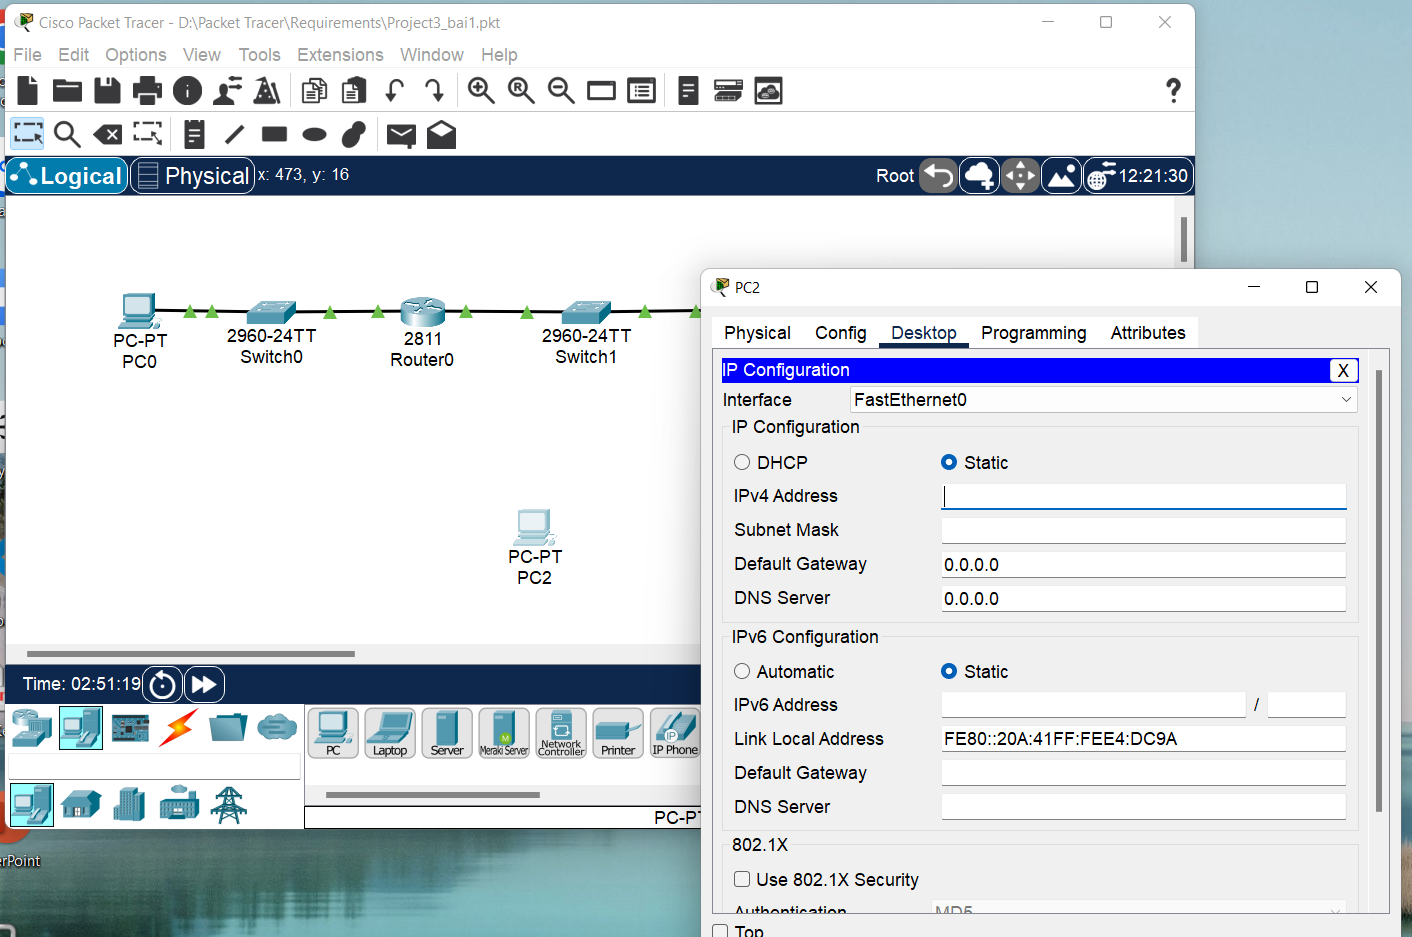 Cisco Packet Tracer - D:\Packet Tracer\Requirements\Project3_bai1.pkt
File Edit Options View Tools Extensions Window Help
Logical Physical x: 473, y: 16 Root 12:21:30
PC-PT
PC0
2960-24TT
Switch0
2811
Router0
2960-24TT
Switch1
PC-PT
PC2
Time: 02:51:19
PC Laptop Server Meraki Server Network Controller Printer IP Phone
PC-PT
erPoint
PC2
Physical Config Desktop Programming Attributes
IP Configuration X
Interface FastEthernet0
IP Configuration
DHCP Static
IPv4 Address
Subnet Mask
Default Gateway 0.0.0.0
DNS Server 0.0.0.0
IPv6 Configuration
Automatic Static
IPv6 Address /
Link Local Address FE80::20A:41FF:FEE4:DC9A
Default Gateway
DNS Server
802.1X
Use 802.1X Security
Authentication MD5
Top